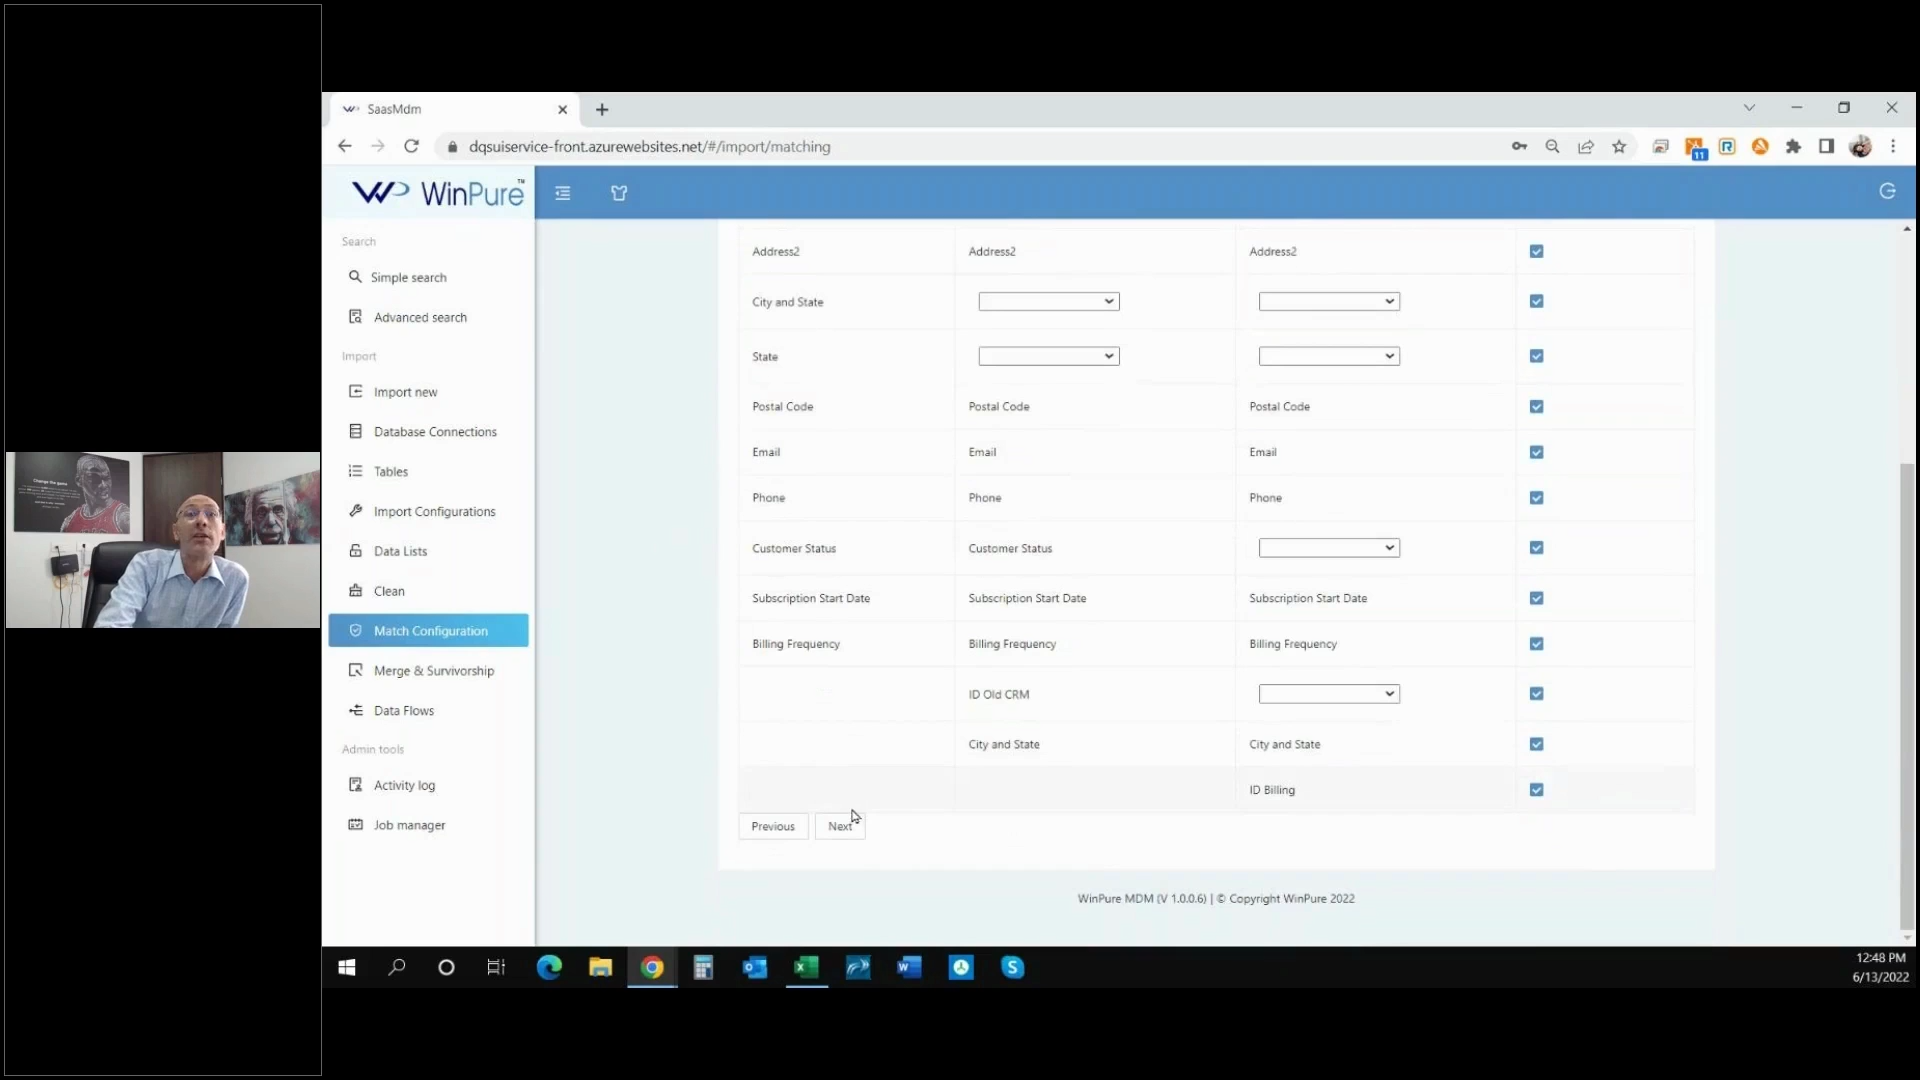 SaasMdm
dqsuiservice-front.azurewebsites.net/#/import/matching
11
WinPure™
Search
Simple search
Advanced search
Import
Import new
Database Connections
Tables
Import Configurations
Data Lists
Clean
Match Configuration
Merge & Survivorship
Data Flows
Admin tools
Activity log
Job manager
Address2 Address2 Address2
City and State
State
Postal Code Postal Code Postal Code
Email Email Email
Phone Phone Phone
Customer Status Customer Status
Subscription Start Date Subscription Start Date Subscription Start Date
Billing Frequency Billing Frequency Billing Frequency
ID Old CRM
City and State City and State
ID Billing
Previous Next
WinPure MDM (V 1.0.0.6) | © Copyright WinPure 2022
Change the game
12:48 PM
6/13/2022